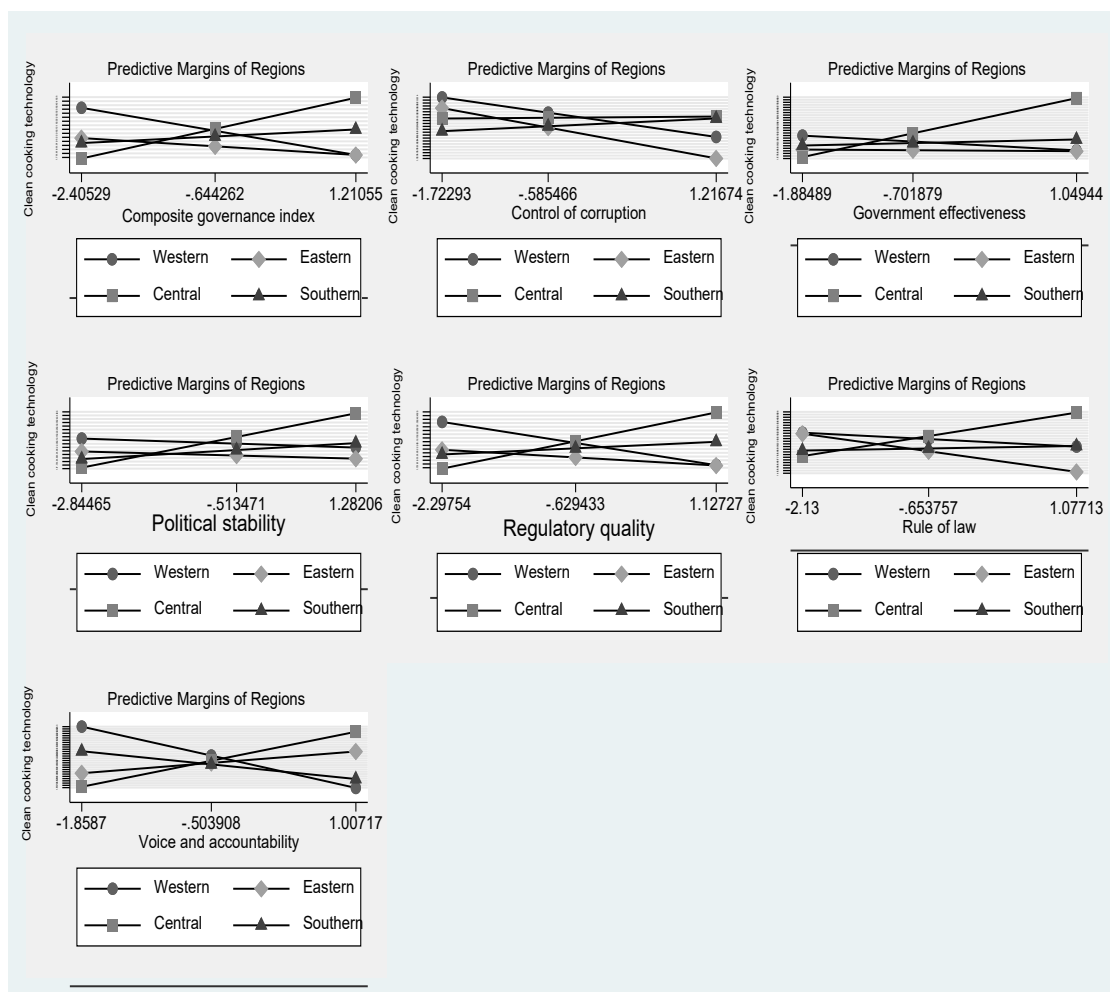 Predictive Margins of Regions
Clean cooking technology
-2.40529 -.644262 1.21055
Composite governance index
Western Eastern
Central Southern
Predictive Margins of Regions
Clean cooking technology
-1.72293 -.585466 1.21674
Control of corruption
Western Eastern
Central Southern
Predictive Margins of Regions
Clean cooking technology
-1.88489 -.701879 1.04944
Government effectiveness
Western Eastern
Central Southern
Predictive Margins of Regions
Clean cooking technology
-2.84465 -.513471 1.28206
Political stability
Western Eastern
Central Southern
Predictive Margins of Regions
Clean cooking technology
-2.29754 -.629433 1.12727
Regulatory quality
Western Eastern
Central Southern
Predictive Margins of Regions
Clean cooking technology
-2.13 -.653757 1.07713
Rule of law
Western Eastern
Central Southern
Predictive Margins of Regions
Clean cooking technology
-1.8587 -.503908 1.00717
Voice and accountability
Western Eastern
Central Southern